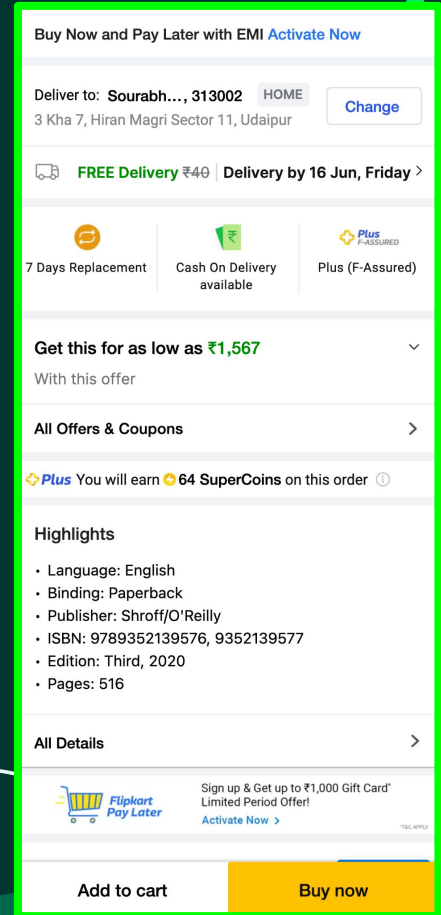 Buy Now and Pay Later with EMI Activate Now
Deliver to: Sourabh..., 313002 HOME
Change
3 Kha 7, Hiran Magri Sector 11, Udaipur
FREE Delivery ₹40 | Delivery by 16 Jun, Friday >
Plus
F-ASSURED
7 Days Replacement
Cash On Delivery
available
Plus (F-Assured)
Get this for as low as ₹1,567
With this offer
All Offers & Coupons
Plus You will earn 64 SuperCoins on this order
Highlights
• Language: English
• Binding: Paperback
• Publisher: Shroff/O'Reilly
• ISBN: 9789352139576, 9352139577
• Edition: Third, 2020
• Pages: 516
All Details
Flipkart
Pay Later
Sign up & Get up to ₹1,000 Gift Card*
Limited Period Offer!
Activate Now >
*T&C APPLY
Add to cart
Buy now